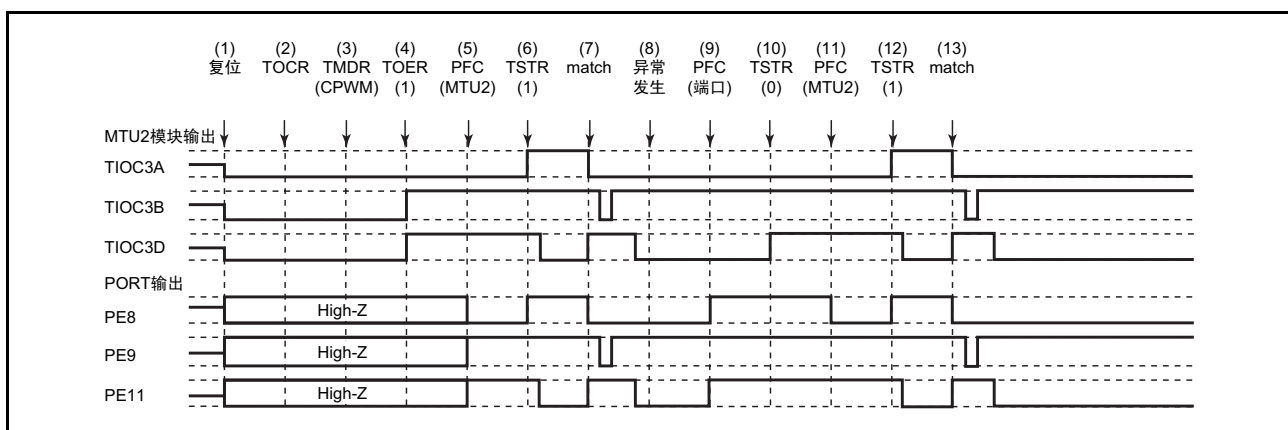 (1) (2) (3) (4) (5) (6) (7) (8) (9) (10) (11) (12) (13)
复位 TOCR TMDR TOER PFC TSTR match 异常 PFC TSTR PFC TSTR match
(CPWM) (1) (MTU2) (1) 发生 (端口) (0) (MTU2) (1)
MTU2模块输出
TIOC3A
TIOC3B
TIOC3D
PORT输出
PE8 High-Z
PE9 High-Z
PE11 High-Z